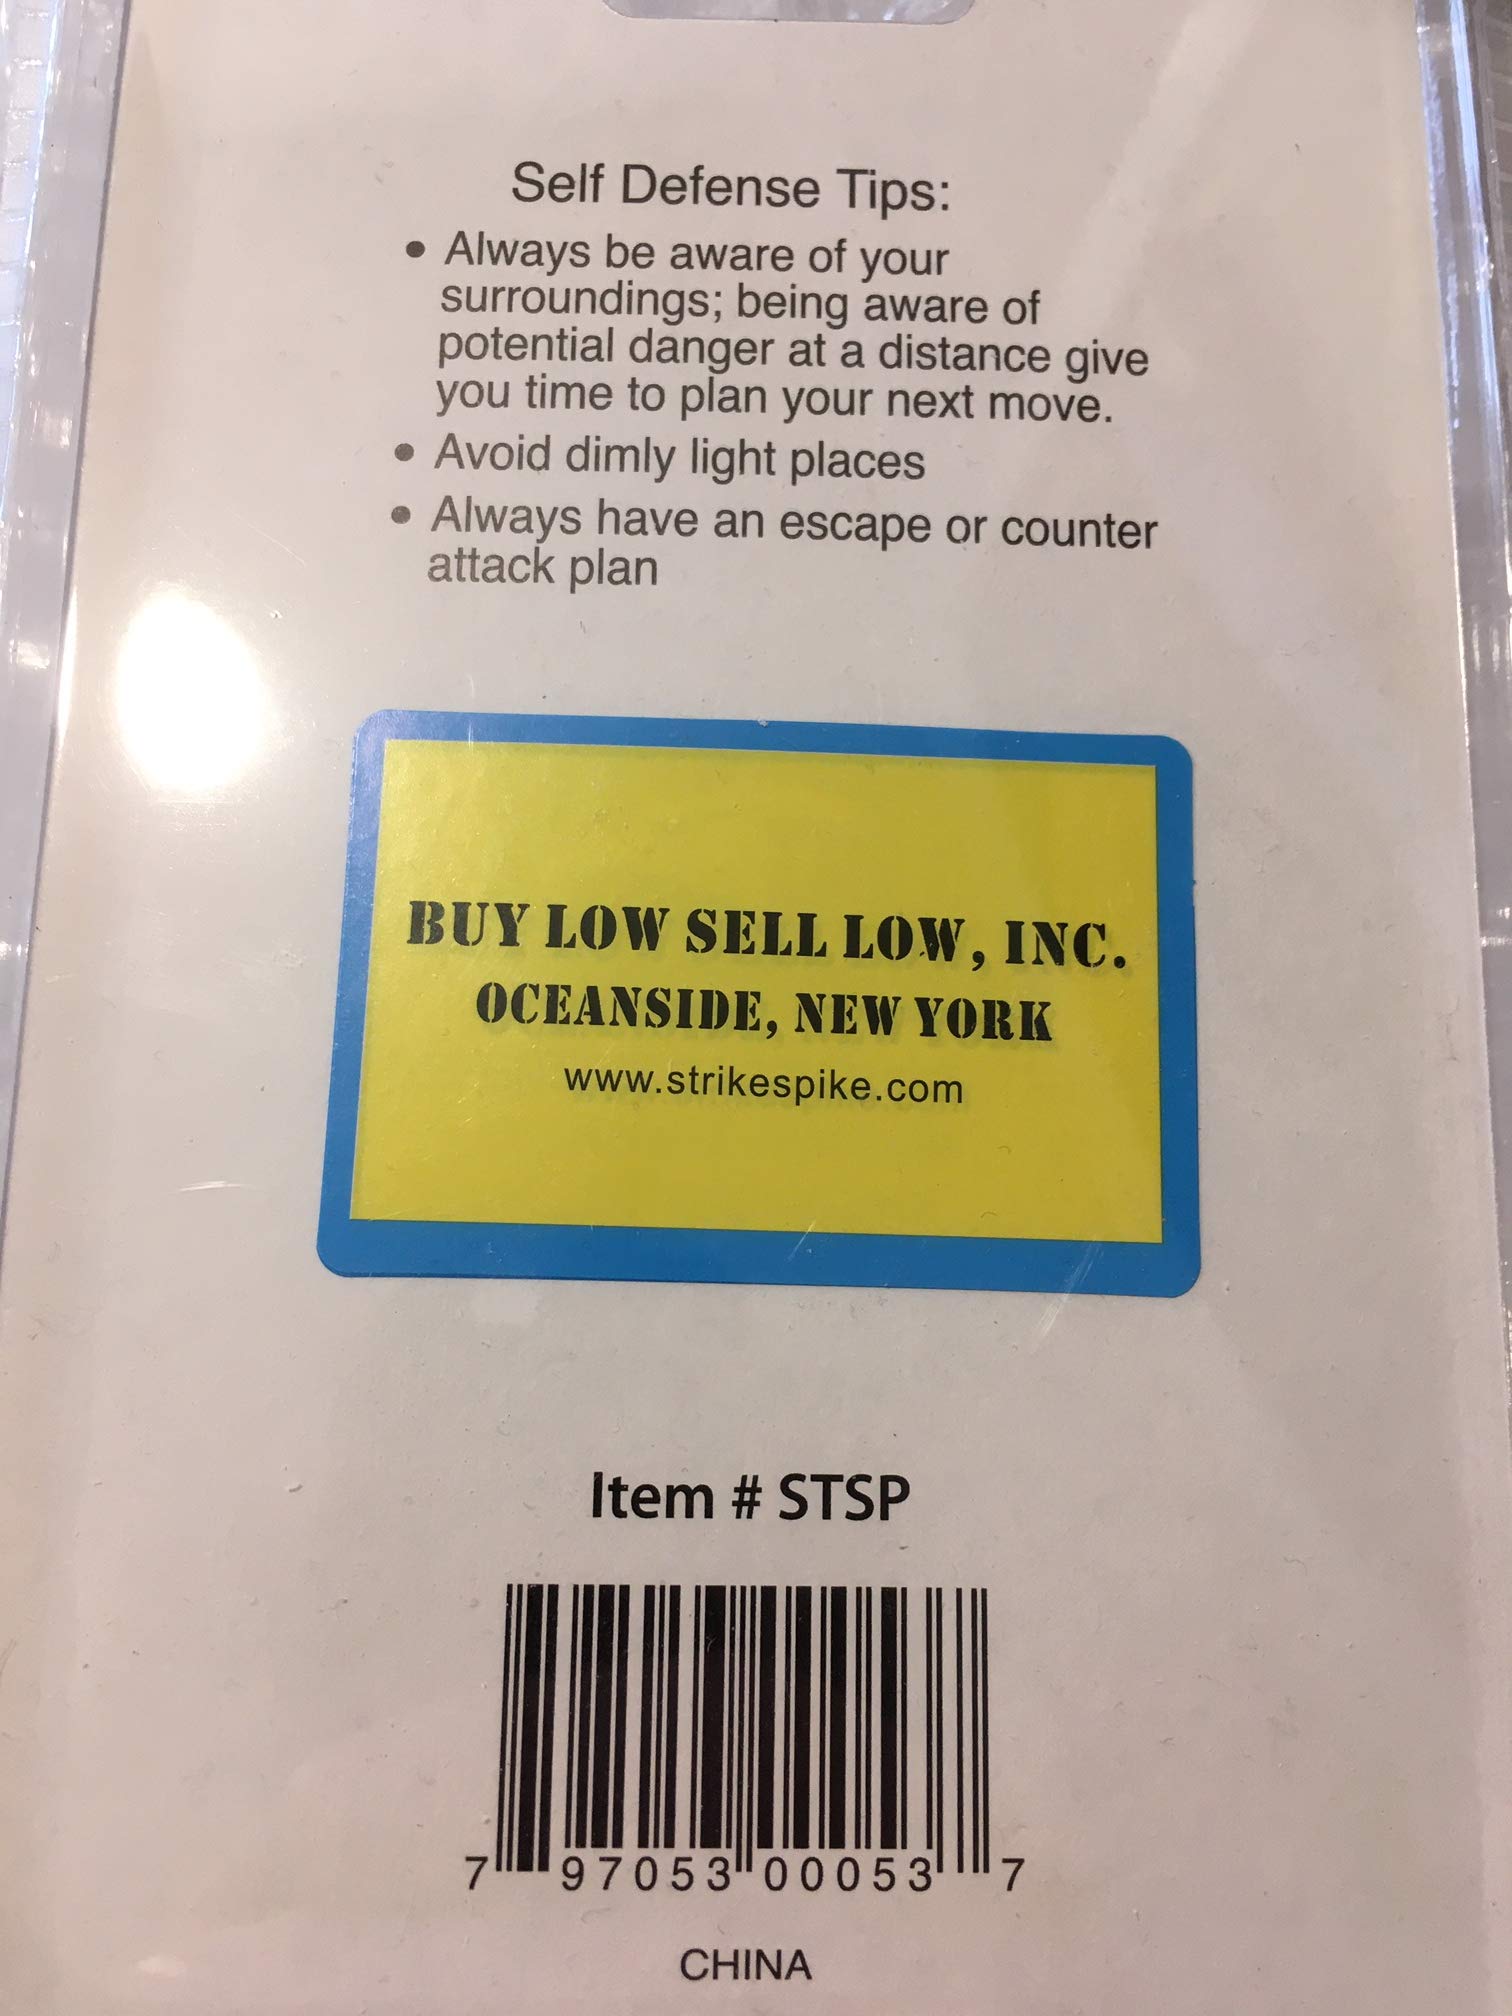 Self Defense Tips:
• Always be aware of your
surroundings; being aware of
potential danger at a distance give
you time to plan your next move.
• Avoid dimly light places
• Always have an escape or counter
attack plan
BUY LOW SELL LOW, INC.
OCEANSIDE, NEW YORK
www.strikespike.com
Item # STSP
7 97053 00053 7
CHINA